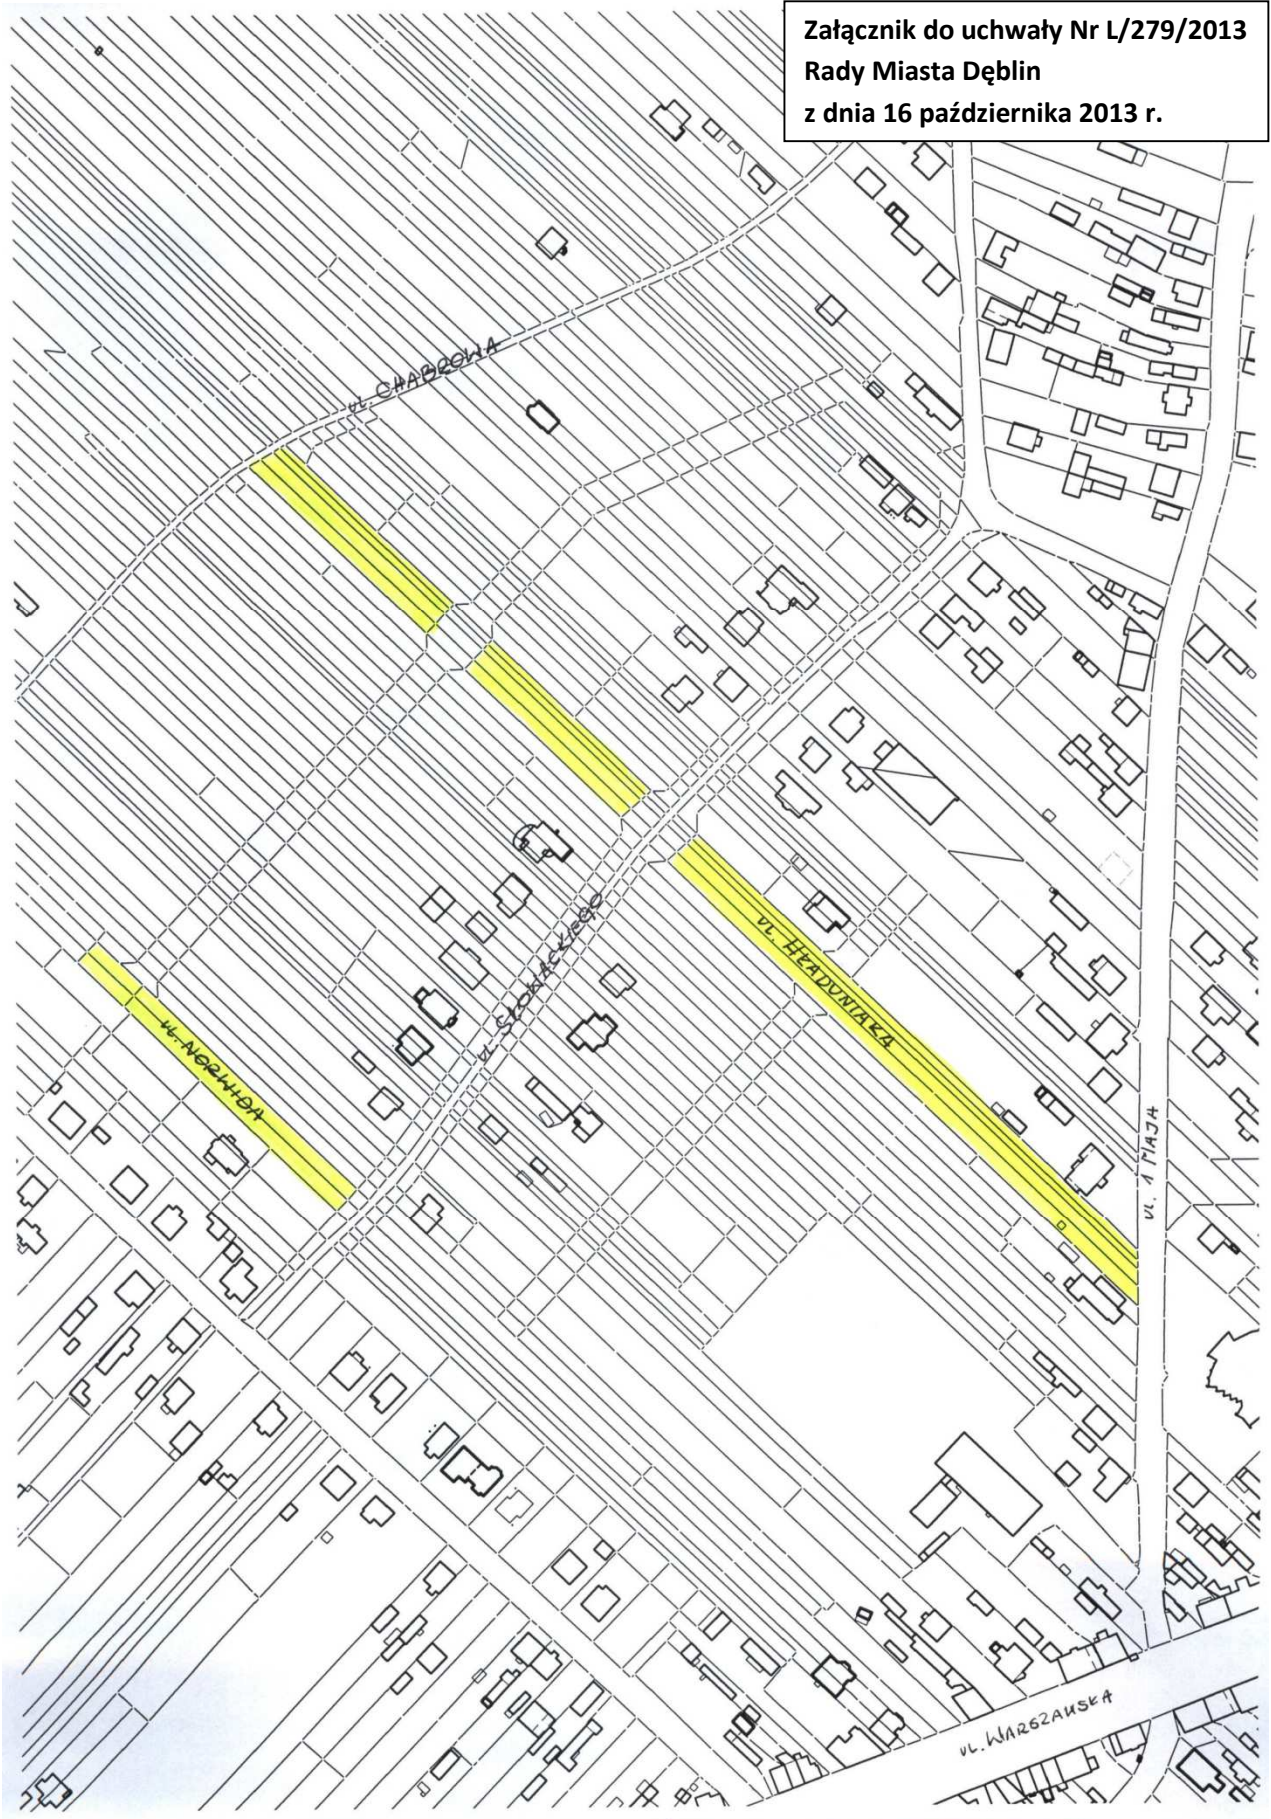 Załącznik do uchwały Nr L/279/2013
Rady Miasta Dęblin
z dnia 16 października 2013 r.
ul. CHABROWA
ul. HŁADUNIAKA
ul. SŁOWACKIEGO
ul. NORWIDA
ul. 1 MAJA
ul. WARSZAWSKA